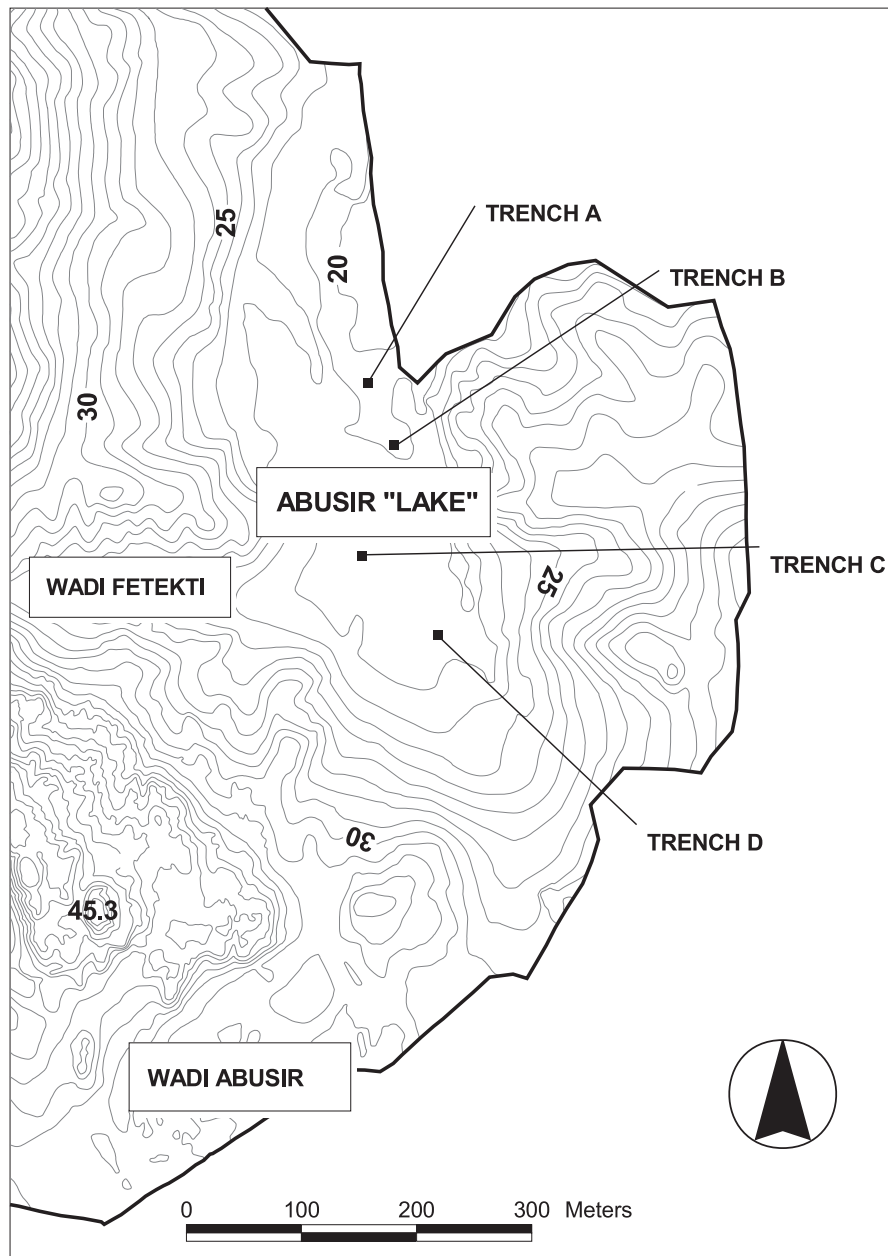 TRENCH A
25
20
TRENCH B
30
ABUSIR "LAKE"
TRENCH C
WADI FETEKTI
25
30
TRENCH D
45.3
WADI ABUSIR
0 100 200 300 Meters